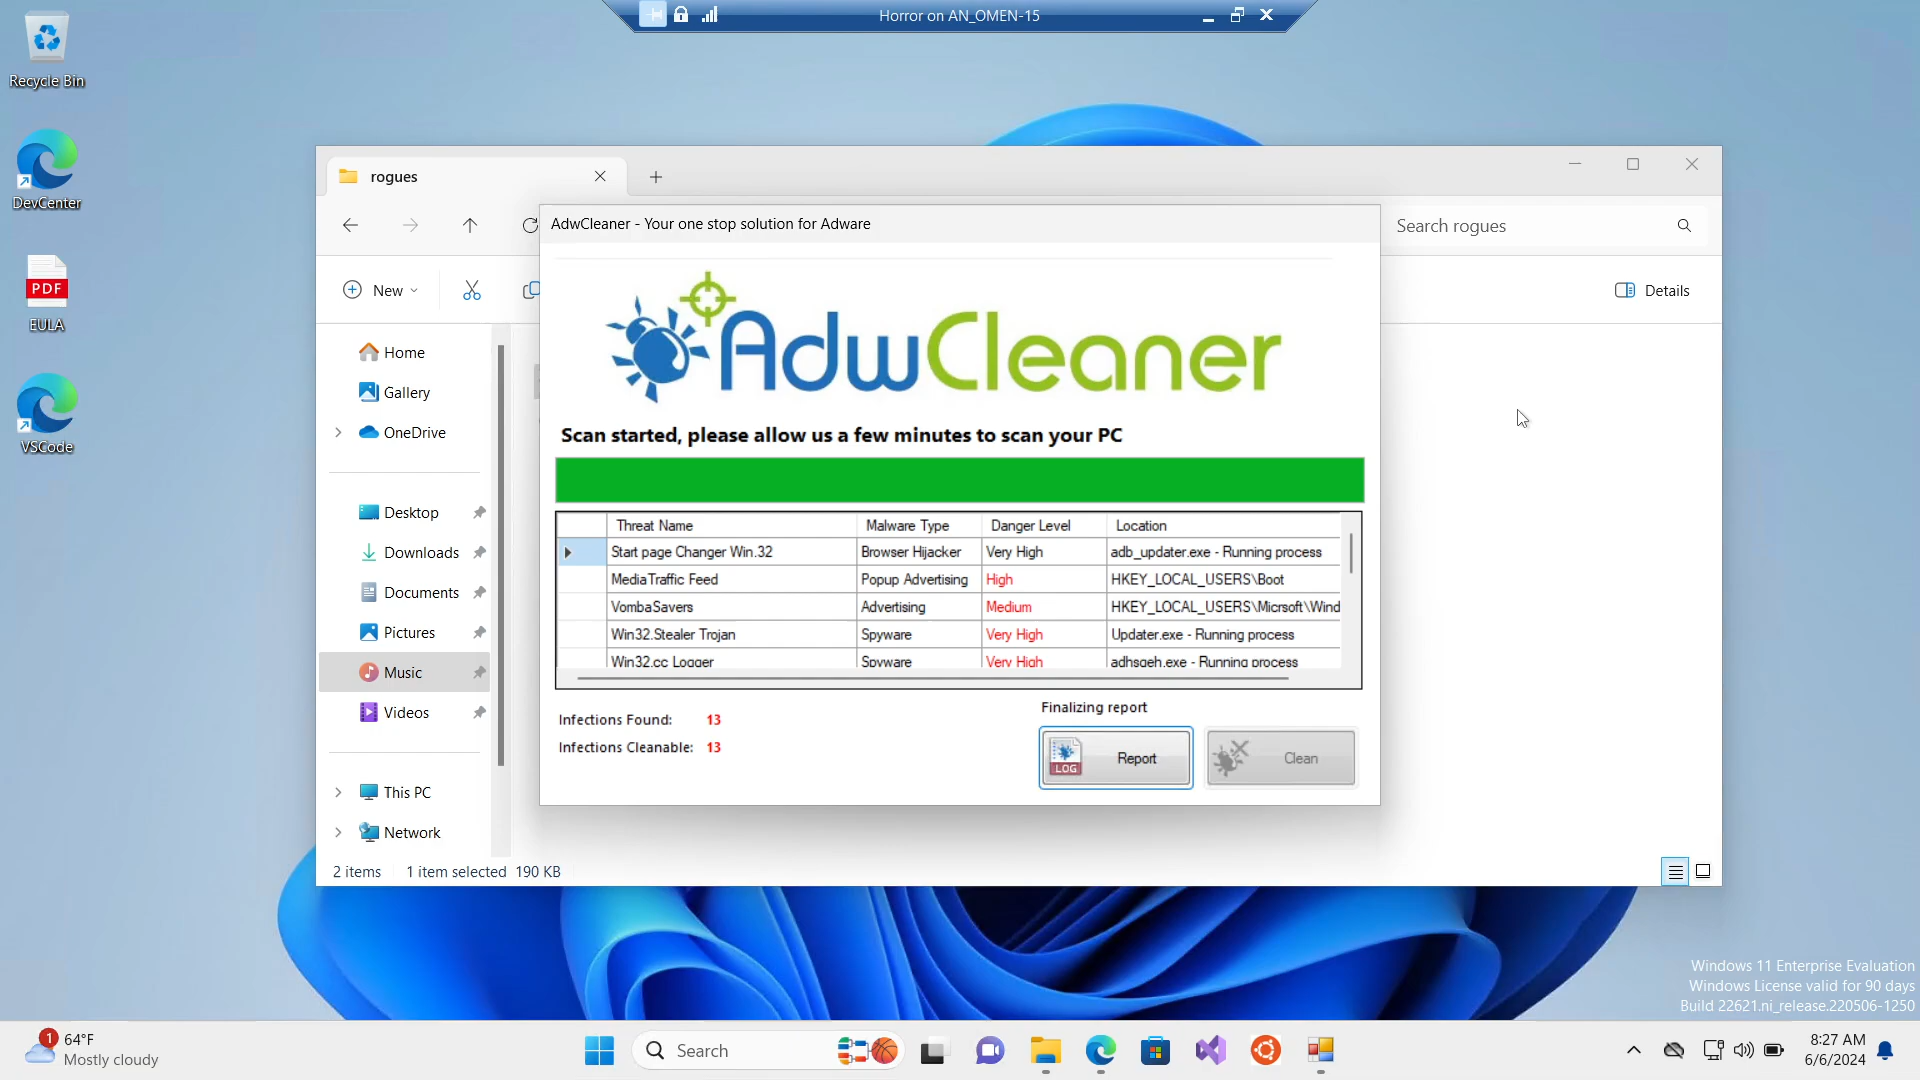 Horror on AN_OMEN-15
Recycle Bin
DevCenter
PDF
EULA
VSCode
rogues
Search rogues
New
Details
Home
Gallery
OneDrive
Desktop
Downloads
Documents
Pictures
Music
Videos
This PC
Network
2 items 1 item selected 190 KB
AdwCleaner - Your one stop solution for Adware
AdwCleaner
Scan started, please allow us a few minutes to scan your PC
Threat Name Malware Type Danger Level Location
Start page Changer Win.32 Browser Hijacker Very High adb_updater.exe - Running process
MediaTraffic Feed Popup Advertising High HKEY_LOCAL_USERS\Boot
VombaSavers Advertising Medium HKEY_LOCAL_USERS\Micrsoft\Wind
Win32.Stealer Trojan Spyware Very High Updater.exe - Running process
Win32.cc Logger Spyware Very High adhsgeh.exe - Running process
Infections Found: 13
Infections Cleanable: 13
Finalizing report
LOG
Report
Clean
Windows 11 Enterprise Evaluation
Windows License valid for 90 days
Build 22621.ni_release.220506-1250
1
64°F
Mostly cloudy
Search
8:27 AM
6/6/2024